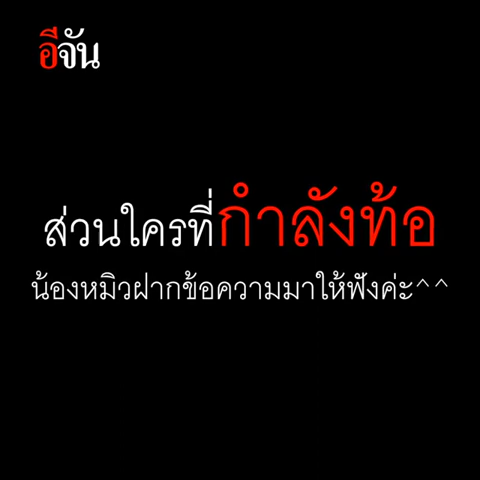 อีจัน
ส่วนใครที่กำลังท้อ
น้องหมิวฝากข้อความมาให้ฟังค่ะ^^